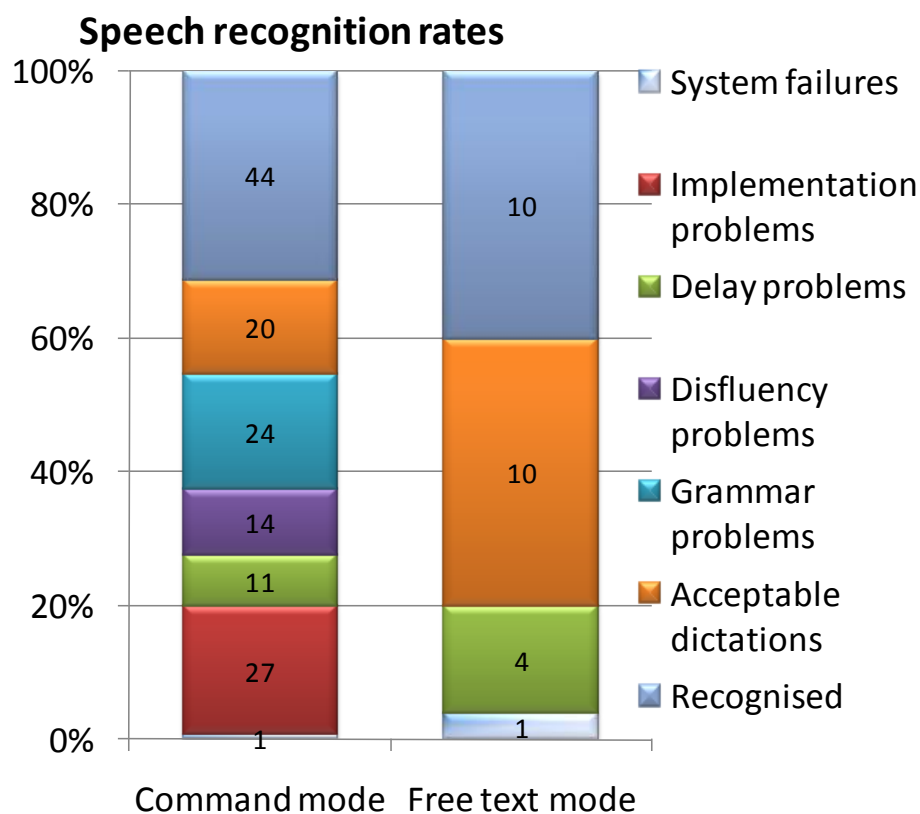 Speech recognition rates
100%
80%
60%
40%
20%
0%
44
20
24
14
11
27
1
10
10
4
1
Command mode
Free text mode
System failures
Implementation
problems
Delay problems
Disfluency
problems
Grammar
problems
Acceptable
dictations
Recognised